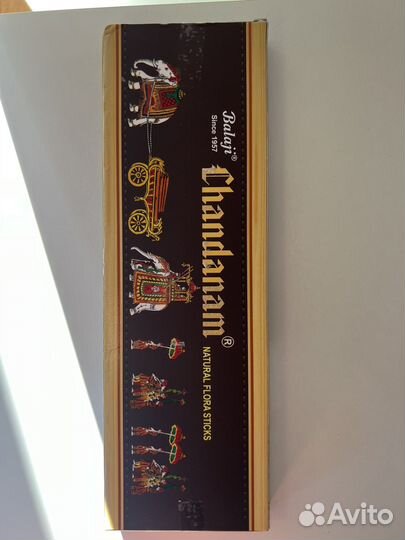 Balaji®
Since 1957
Chandanam®
NATURAL FLORA STICKS
Avito